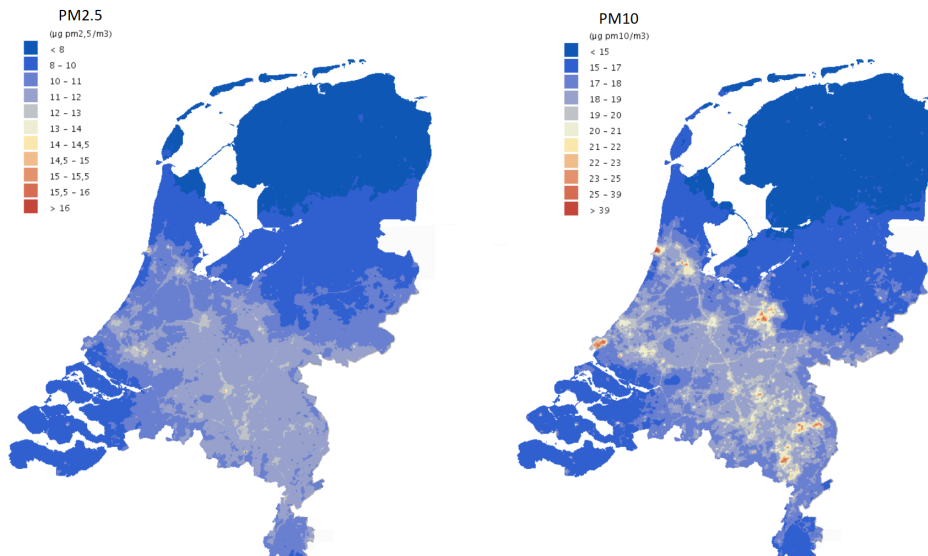 PM2.5
(µg pm2,5/m3)
< 8
8 – 10
10 – 11
11 – 12
12 – 13
13 – 14
14 – 14,5
14,5 – 15
15 – 15,5
15,5 – 16
> 16
PM10
(µg pm10/m3)
< 15
15 – 17
17 – 18
18 – 19
19 – 20
20 – 21
21 – 22
22 – 23
23 – 25
25 – 39
> 39